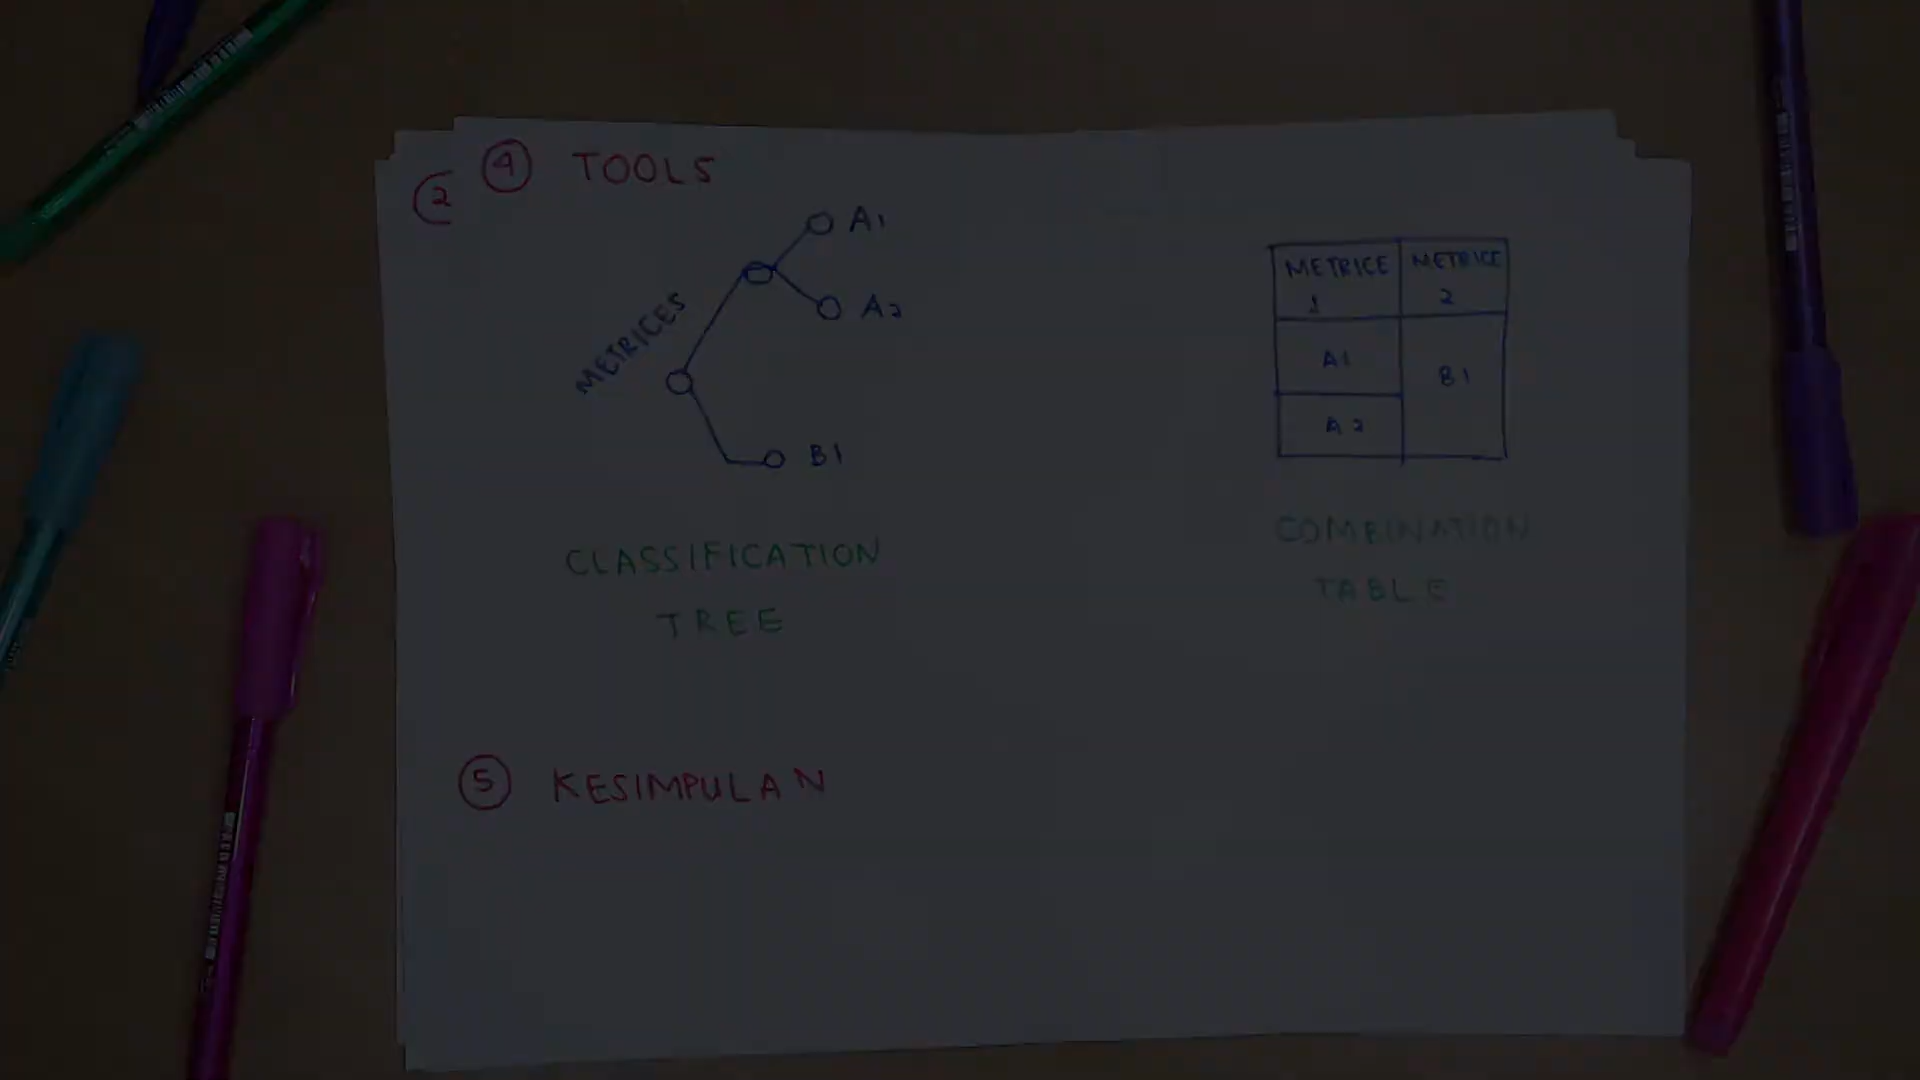 2
4 TOOLS
METRICES
A1
A2
B1
CLASSIFICATION
TREE
METRICE
1
METRICE
2
A1
B1
A2
COMBINATION
TABLE
5 KESIMPULAN